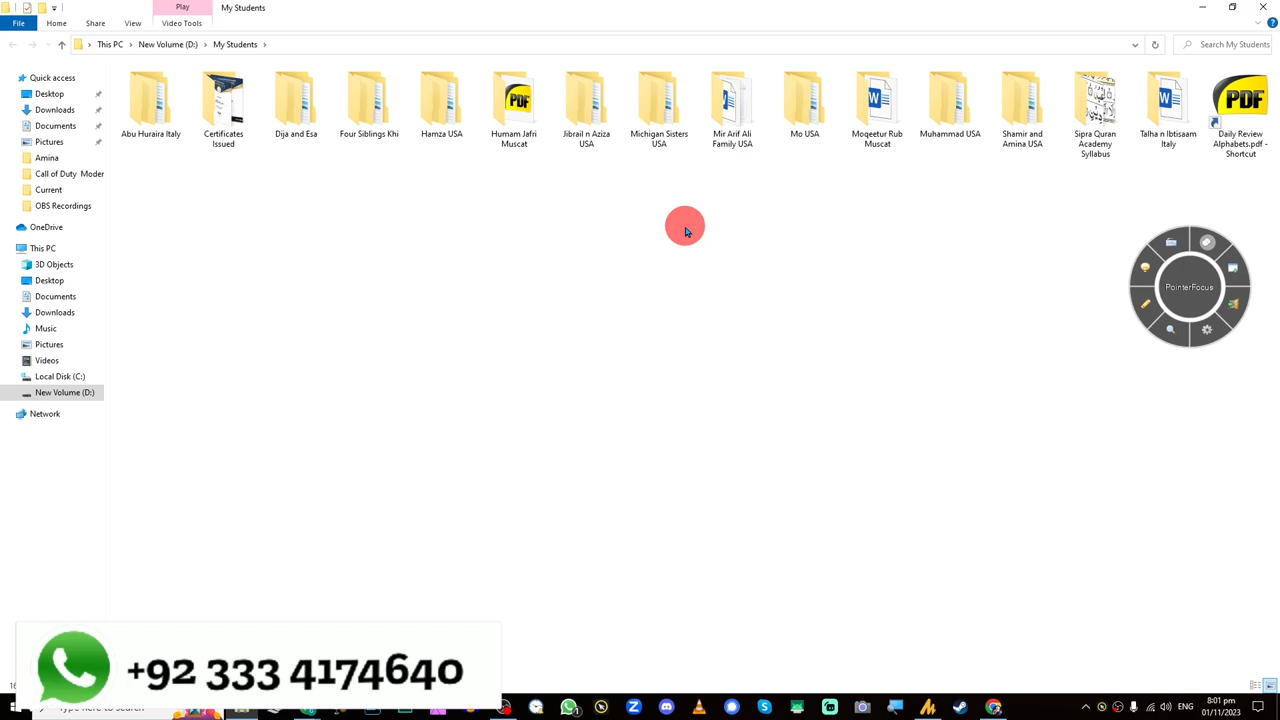 Play
My Students
File
Home
Share
View
Video Tools
This PC
New Volume (D:)
My Students
Search My Students
Quick access
Desktop
Downloads
Documents
Pictures
Amina
Call of Duty Moder
Current
OBS Recordings
OneDrive
This PC
3D Objects
Desktop
Documents
Downloads
Music
Pictures
Videos
Local Disk (C:)
New Volume (D:)
Network
Abu Huraira Italy
Certificates
Issued
Dija and Esa
Four Siblings Khi
Hamza USA
PDF
Humam Jafri
Muscat
Jibrail n Aziza
USA
Michigan Sisters
USA
Mir Arif Ali
Family USA
Mo USA
Moqeetur Rub
Muscat
Muhammad USA
Shamir and
Amina USA
Sipra Quran
Academy
Syllabus
Talha n Ibtisaam
Italy
PDF
Daily Review
Alphabets.pdf -
Shortcut
PointerFocus
+92 333 4174640
ENG
8:01 pm
01/11/2023